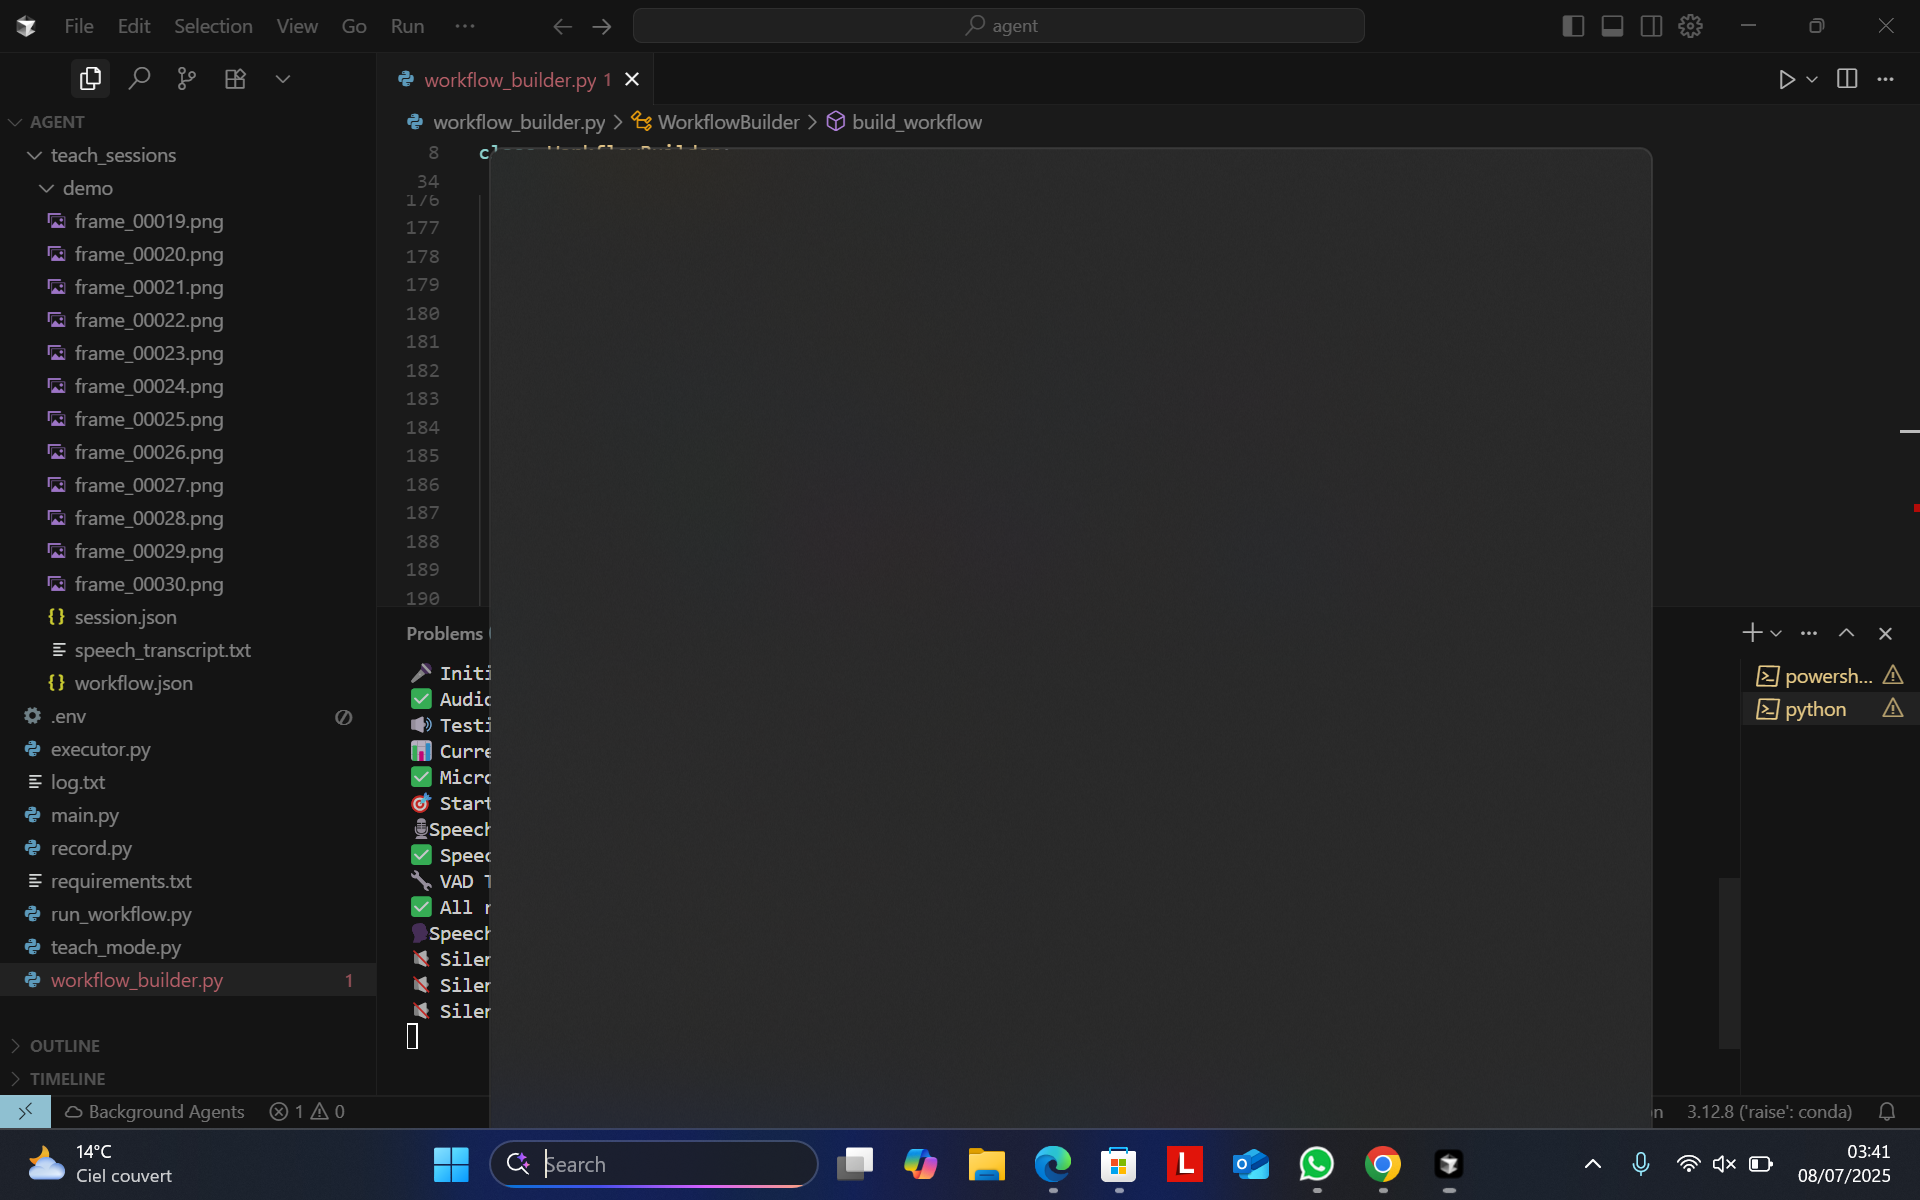 File Edit Selection View Go Run ···
agent
workflow_builder.py 1
AGENT
teach_sessions
demo
frame_00019.png
frame_00020.png
frame_00021.png
frame_00022.png
frame_00023.png
frame_00024.png
frame_00025.png
frame_00026.png
frame_00027.png
frame_00028.png
frame_00029.png
frame_00030.png
session.json
speech_transcript.txt
workflow.json
.env
executor.py
log.txt
main.py
record.py
requirements.txt
run_workflow.py
teach_mode.py
workflow_builder.py 1
OUTLINE
TIMELINE
workflow_builder.py > WorkflowBuilder > build_workflow
8
34
176
177
178
179
180
181
182
183
184
185
186
187
188
189
190
Problems
Initi
Audio
Testi
Curre
Micro
Start
Speech
Speec
VAD T
All r
Speech
Silen
Silen
Silen
powersh...
python
Background Agents 1 0
3.12.8 ('raise': conda)
14°C
Ciel couvert
Search
L
03:41
08/07/2025